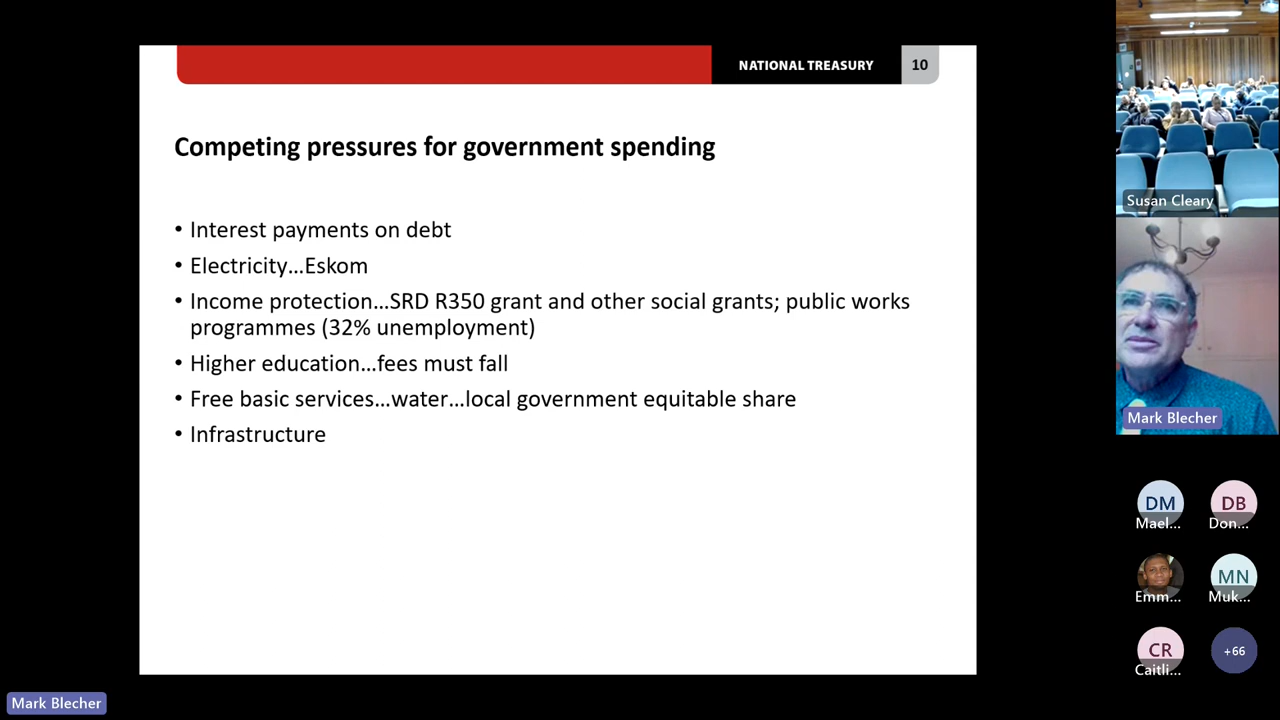 NATIONAL TREASURY 10
Competing pressures for government spending
• Interest payments on debt
• Electricity...Eskom
• Income protection...SRD R350 grant and other social grants; public works
programmes (32% unemployment)
• Higher education...fees must fall
• Free basic services...water...local government equitable share
• Infrastructure
Susan Cleary
Mark Blecher
DM DB
Mael... Don...
MN
Emm... Muk...
CR +66
Caitli...
Mark Blecher